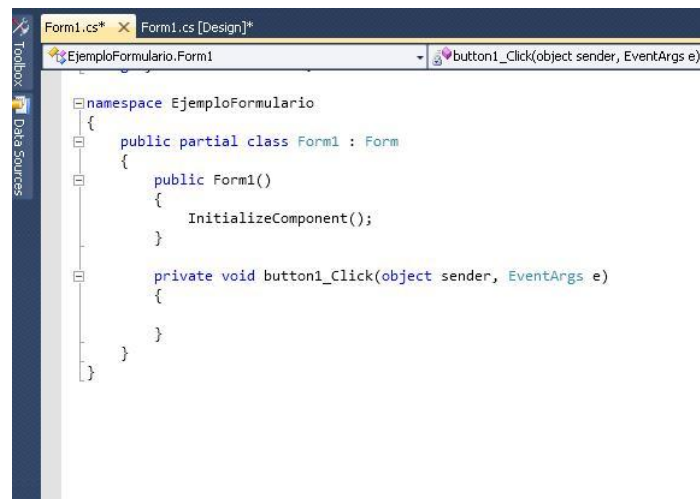 Form1.cs* X Form1.cs [Design]*
EjemploFormulario.Form1 button1_Click(object sender, EventArgs e)
Toolbox
Data Sources
namespace EjemploFormulario
{
public partial class Form1 : Form
{
public Form1()
{
InitializeComponent();
}
private void button1_Click(object sender, EventArgs e)
{
}
}
}